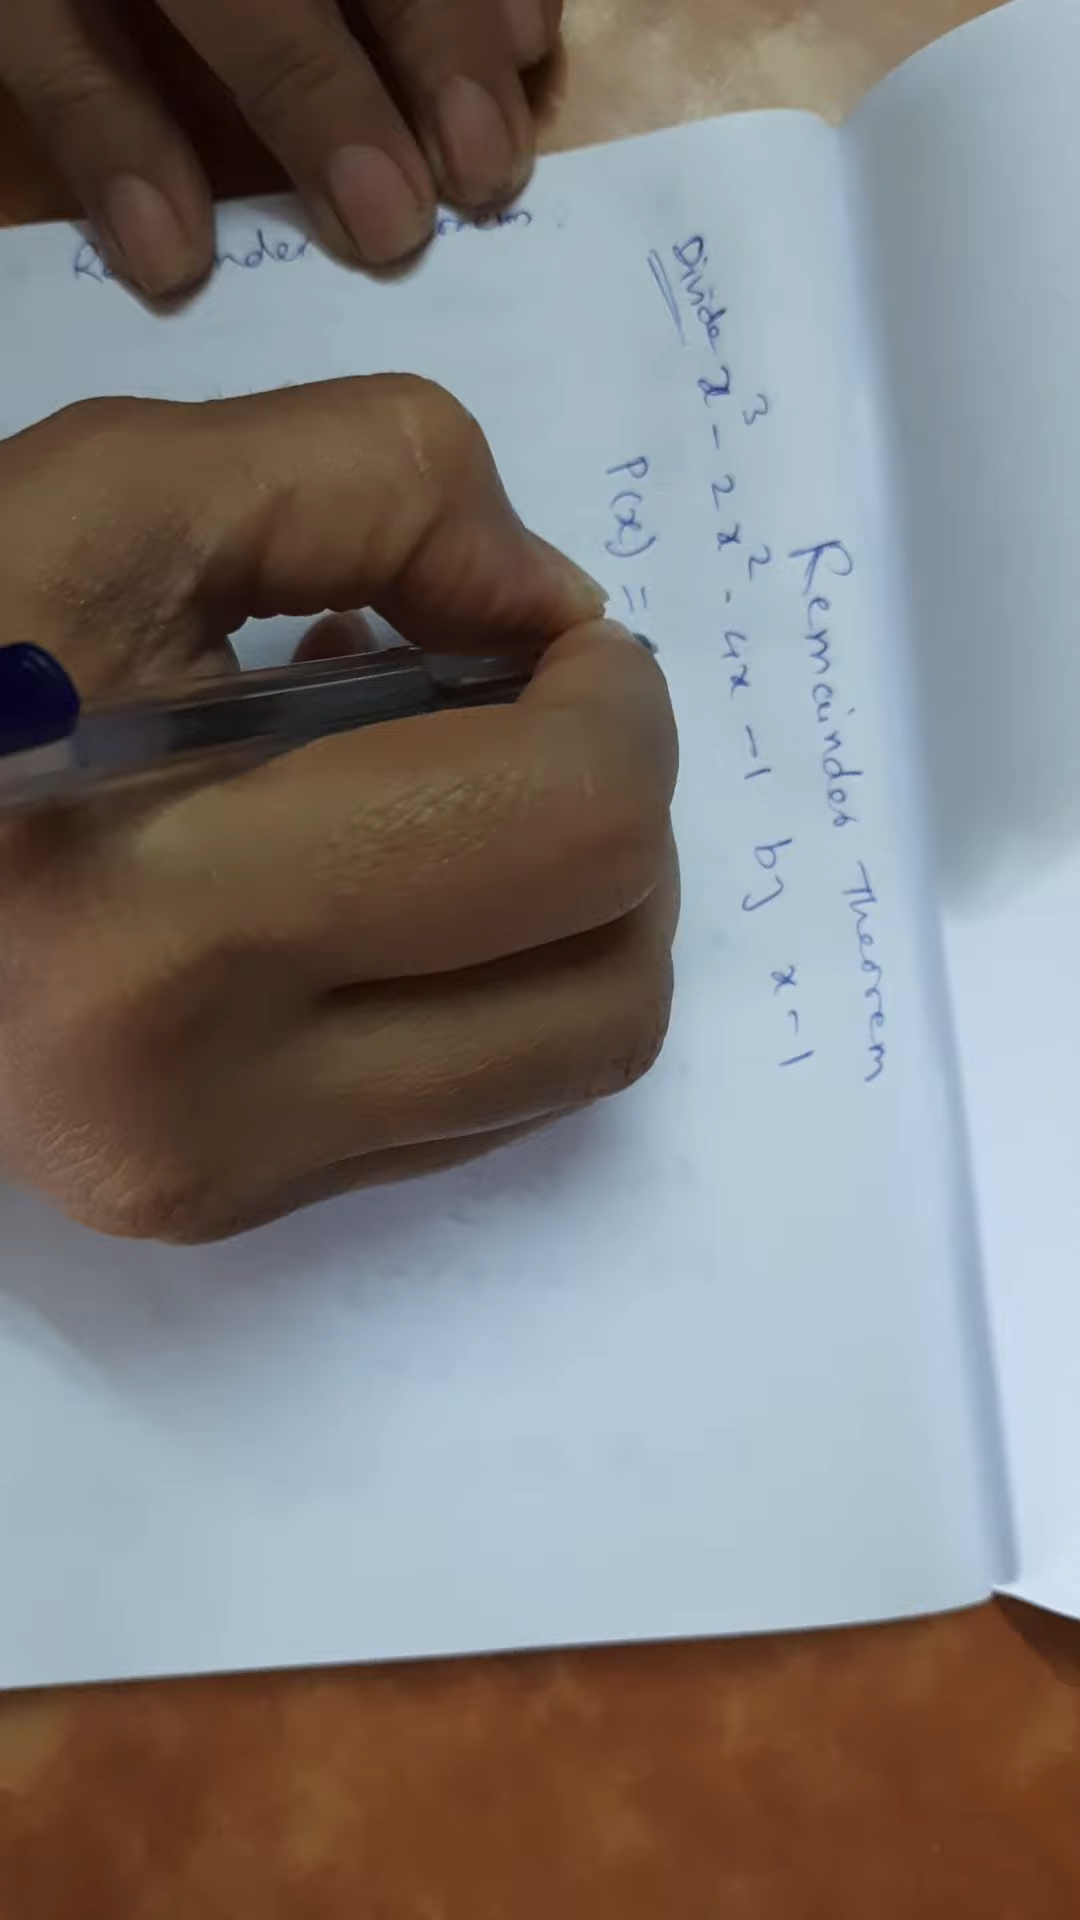 Remainder Theorem
Divide x³ - 2x² - 4x - 1 by x - 1
P(x) =